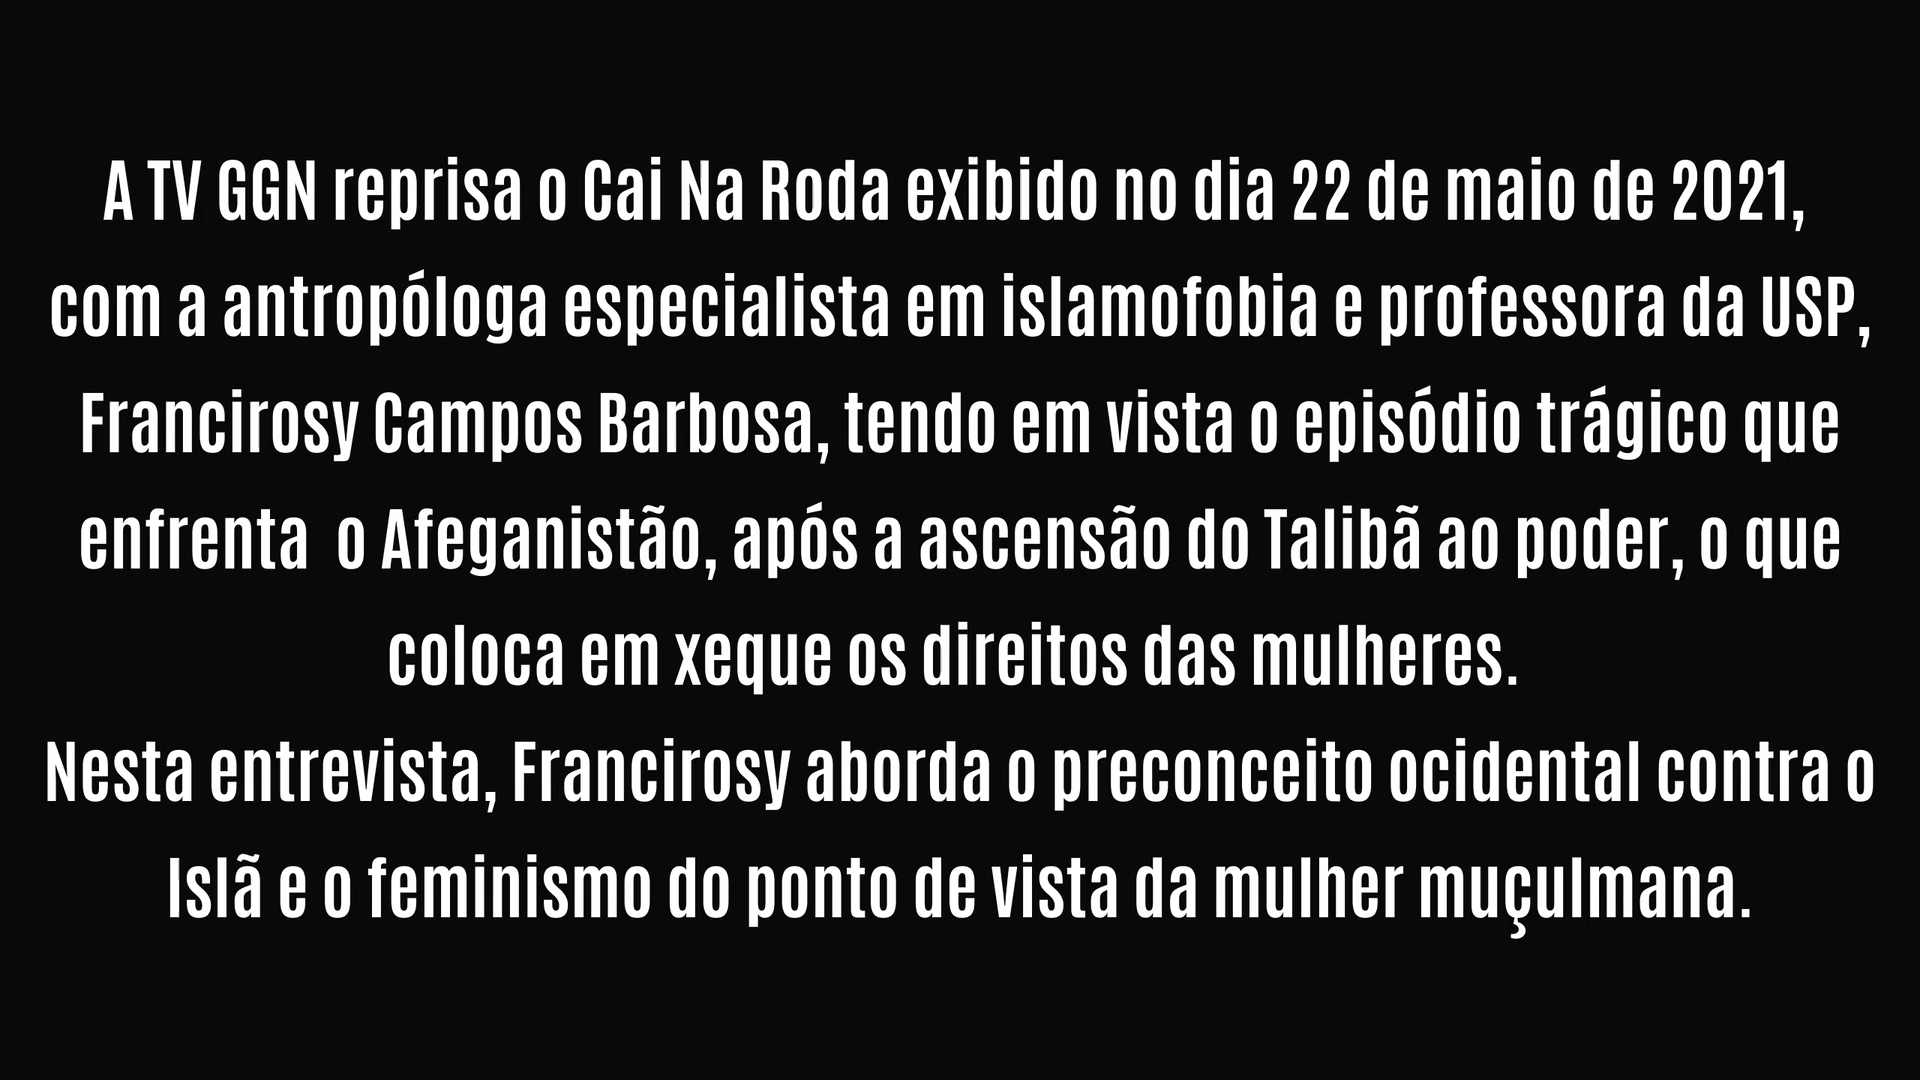 A TV GGN reprisa o Cai Na Roda exibido no dia 22 de maio de 2021,
com a antropóloga especialista em islamofobia e professora da USP,
Francirosy Campos Barbosa, tendo em vista o episódio trágico que
enfrenta  o Afeganistão, após a ascensão do Talibã ao poder, o que
coloca em xeque os direitos das mulheres.
Nesta entrevista, Francirosy aborda o preconceito ocidental contra o
Islã e o feminismo do ponto de vista da mulher muçulmana.